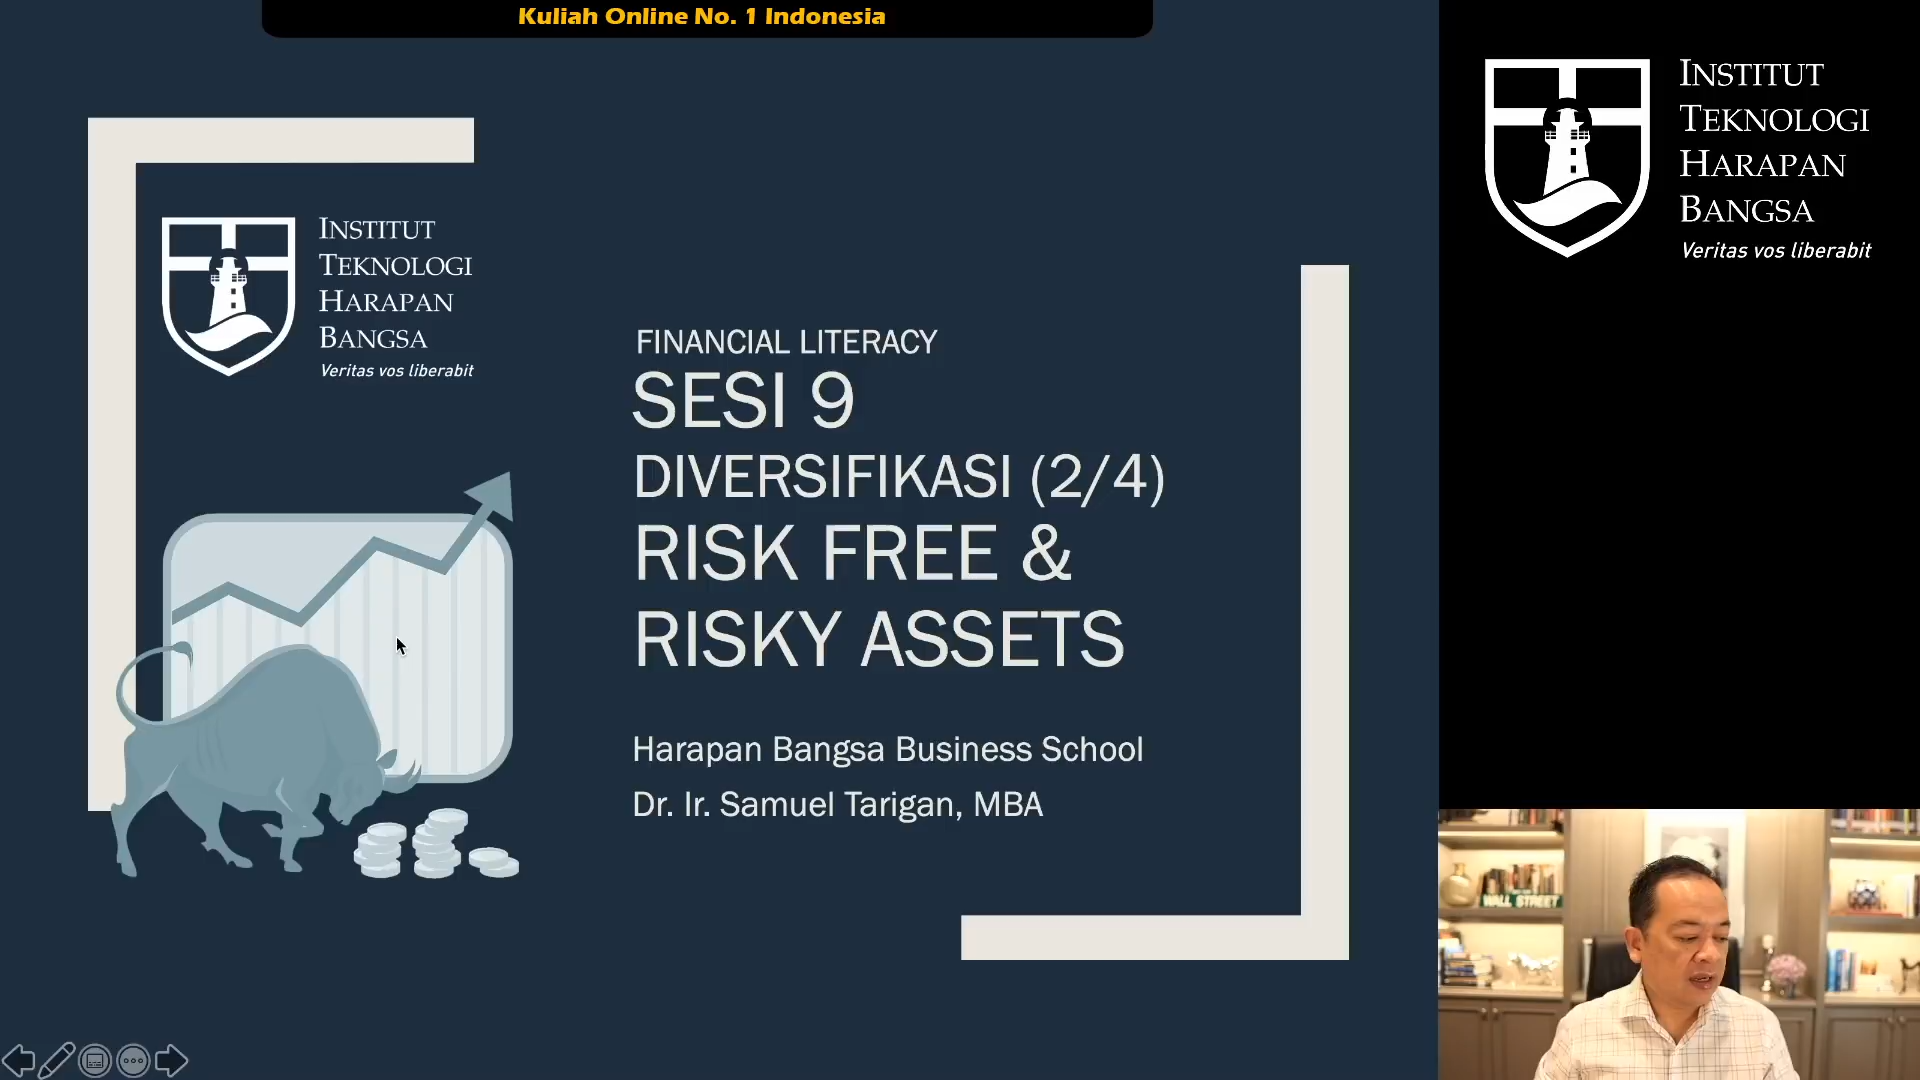 Kuliah Online No. 1 Indonesia
INSTITUT
TEKNOLOGI
HARAPAN
BANGSA
Veritas vos liberabit
FINANCIAL LITERACY
SESI 9
DIVERSIFIKASI (2/4)
RISK FREE &
RISKY ASSETS
Harapan Bangsa Business School
Dr. Ir. Samuel Tarigan, MBA
INSTITUT
TEKNOLOGI
HARAPAN
BANGSA
Veritas vos liberabit
WALL STREET